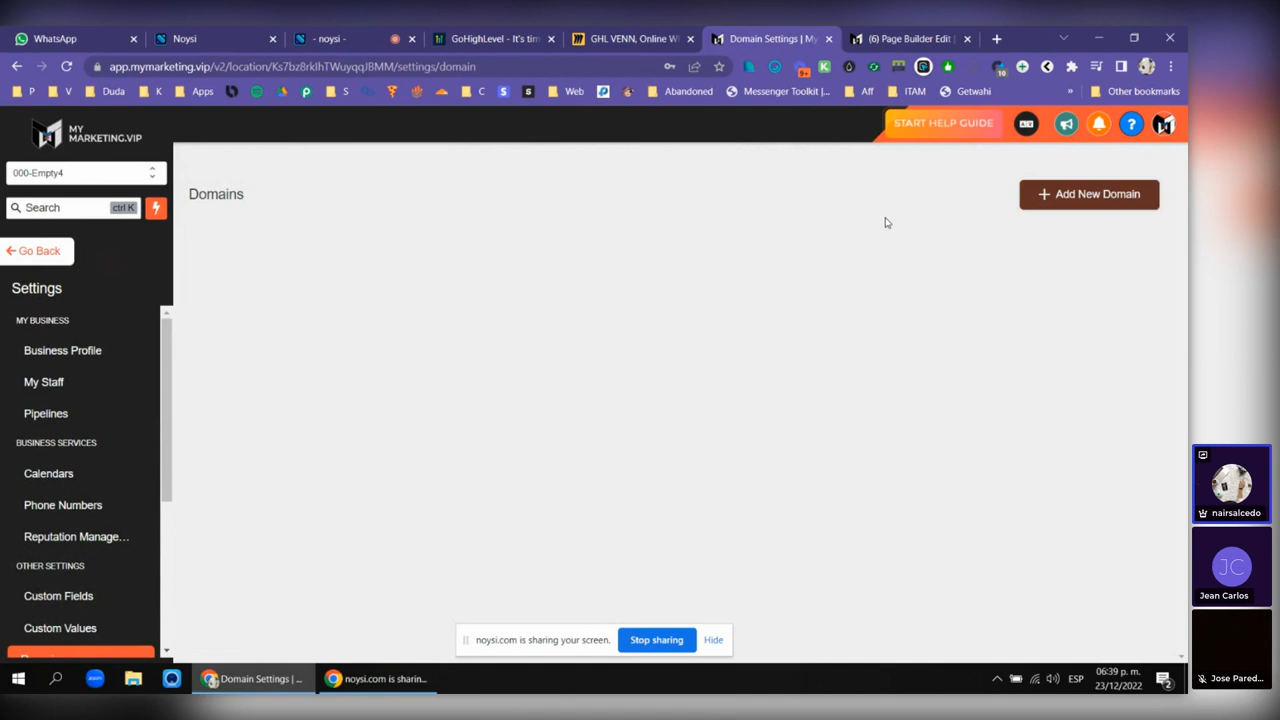 WhatsApp
Noysi
- noysi -
GoHighLevel - It's tim
GHL VENN, Online W
Domain Settings | My
(6) Page Builder Edit |
app.mymarketing.vip/v2/location/Ks7bz8rkIhTWuyqqJBMM/settings/domain
9+
10
P
V
Duda
K
Apps
S
C
Web
Abandoned
Messenger Toolkit |...
Aff
ITAM
Getwahi
»
Other bookmarks
MY
MARKETING.VIP
START HELP GUIDE
000-Empty4
Search
ctrl K
Go Back
Settings
MY BUSINESS
Business Profile
My Staff
Pipelines
BUSINESS SERVICES
Calendars
Phone Numbers
Reputation Manage...
OTHER SETTINGS
Custom Fields
Custom Values
Domains
+ Add New Domain
noysi.com is sharing your screen.
Stop sharing
Hide
nairsalcedo
JC
Jean Carlos
Jose Pared...
Domain Settings | ...
noysi.com is sharin...
ESP
06:39 p. m.
23/12/2022
2